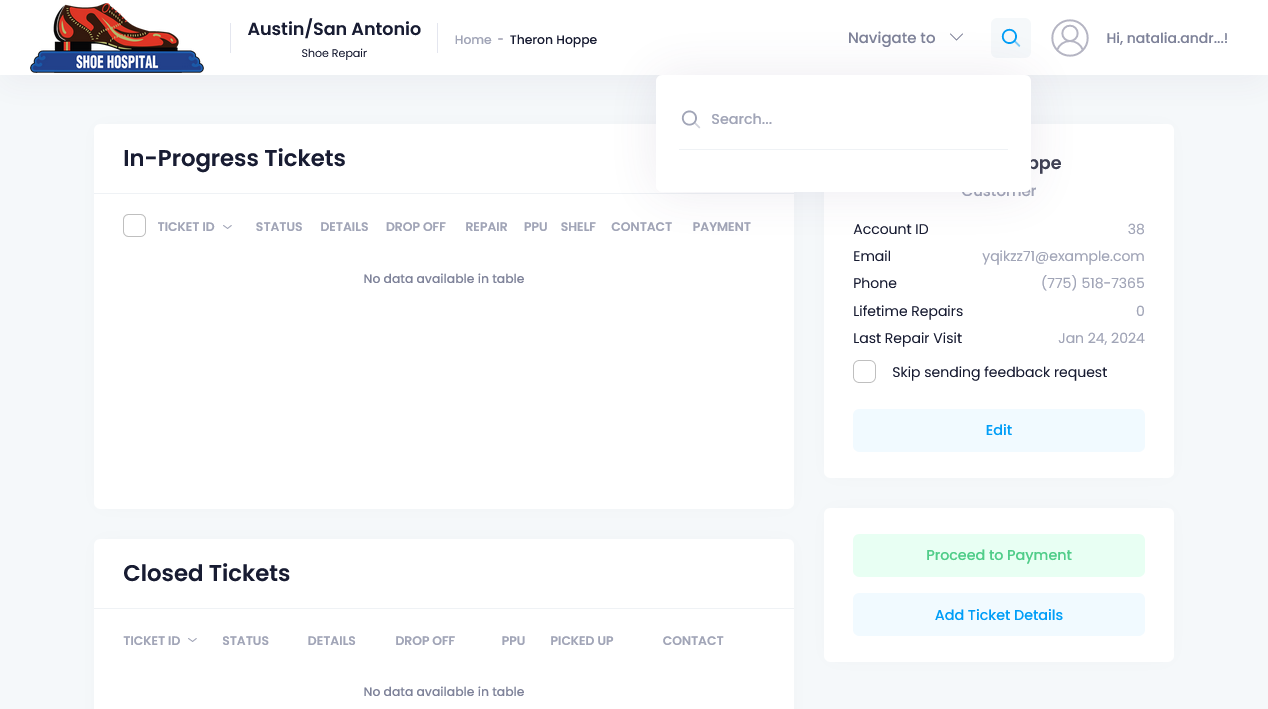 SHOE HOSPITAL
Austin/San Antonio
Shoe Repair
Home - Theron Hoppe
Navigate to
Hi, natalia.andr...!
Search...
In-Progress Tickets
TICKET ID STATUS DETAILS DROP OFF REPAIR PPU SHELF CONTACT PAYMENT
No data available in table
Closed Tickets
TICKET ID STATUS DETAILS DROP OFF PPU PICKED UP CONTACT
No data available in table
ppe
Customer
Account ID 38
Email yqikzz71@example.com
Phone (775) 518-7365
Lifetime Repairs 0
Last Repair Visit Jan 24, 2024
Skip sending feedback request
Edit
Proceed to Payment
Add Ticket Details